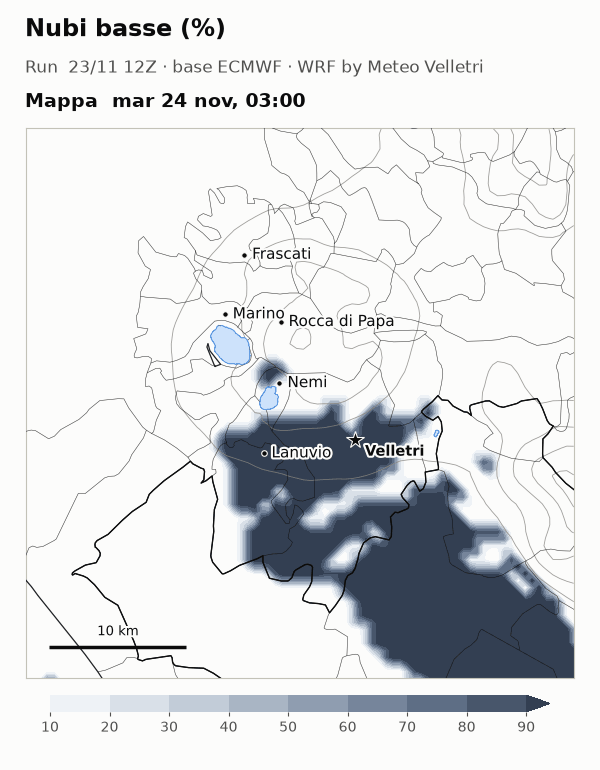 Nubi basse (%)
Run  23/11 12Z · base ECMWF · WRF by Meteo Velletri
Mappa  mar 24 nov, 03:00
Frascati
Marino
Rocca di Papa
Nemi
Lanuvio
Velletri
10 km
10 20 30 40 50 60 70 80 90